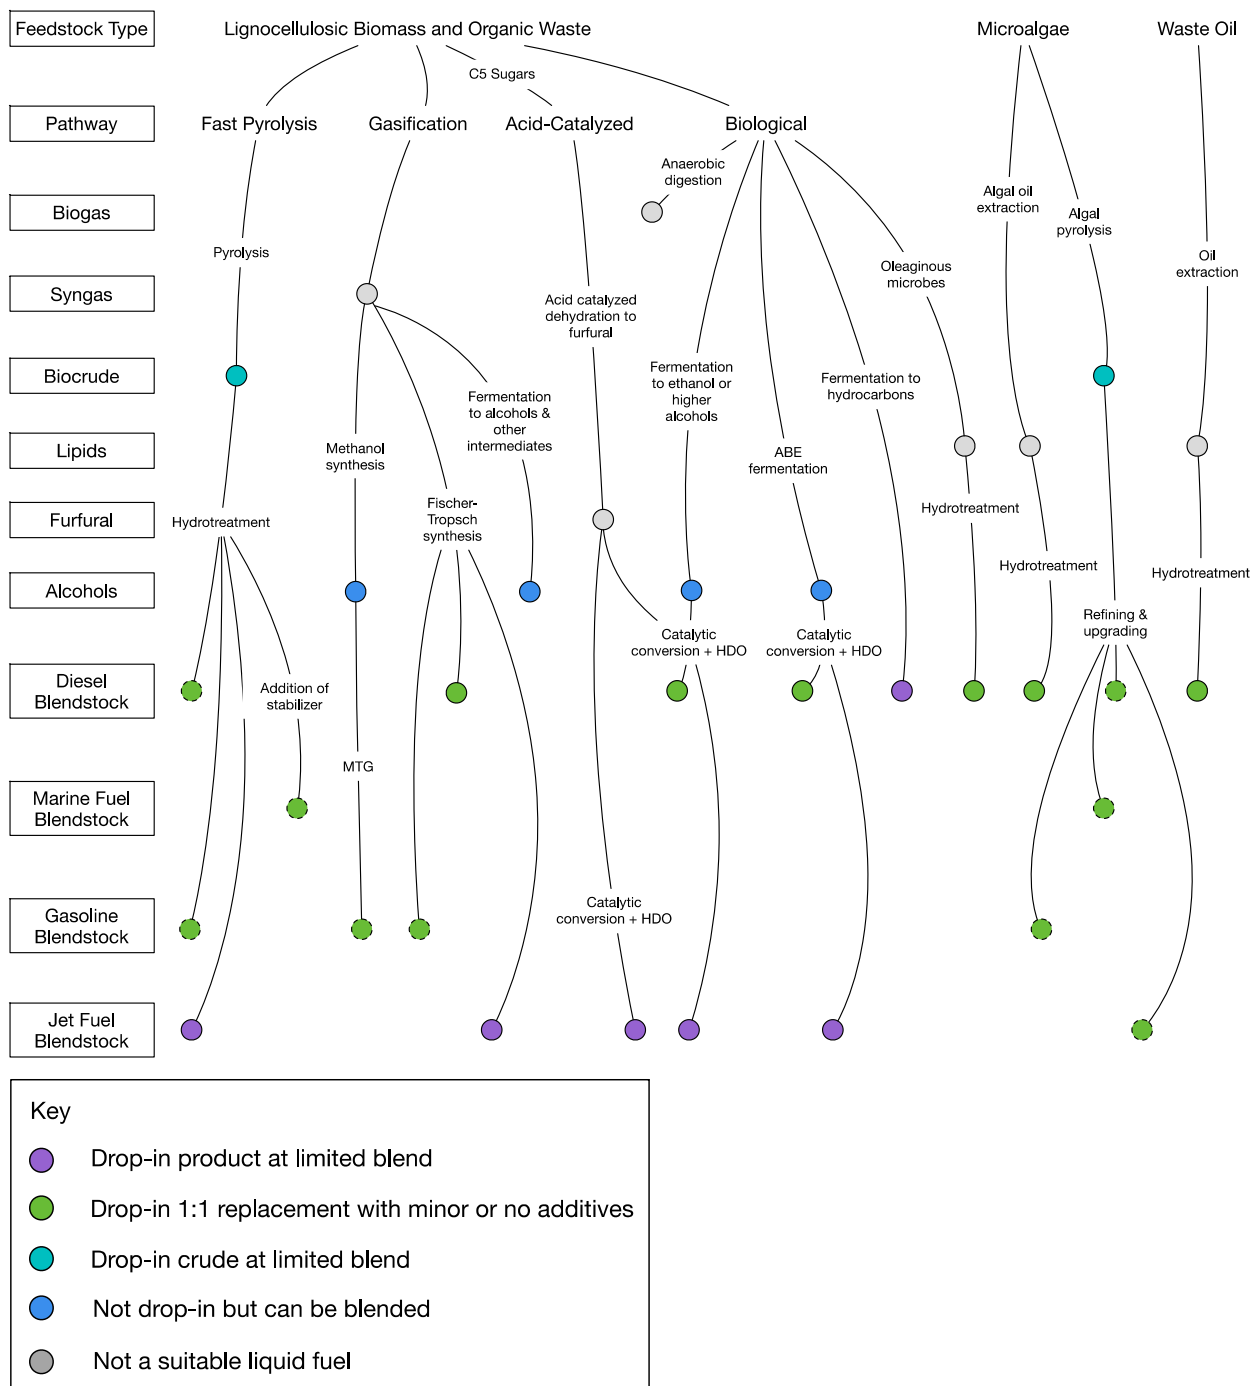 Feedstock Type
Lignocellulosic Biomass and Organic Waste
Microalgae
Waste Oil
C5 Sugars
Pathway
Fast Pyrolysis
Gasification
Acid-Catalyzed
Biological
Anaerobic
digestion
Biogas
Algal oil
extraction
Algal
pyrolysis
Pyrolysis
Oil
extraction
Oleaginous
microbes
Syngas
Acid catalyzed
dehydration to
furfural
Biocrude
Fermentation
to alcohols &
other
intermediates
Fermentation
to ethanol or
higher
alcohols
Fermentation to
hydrocarbons
Lipids
Methanol
synthesis
ABE
fermentation
Furfural
Hydrotreatment
Fischer-
Tropsch
synthesis
Hydrotreatment
Alcohols
Hydrotreatment
Hydrotreatment
Catalytic
conversion + HDO
Catalytic
conversion + HDO
Refining &
upgrading
Diesel
Blendstock
Addition of
stabilizer
MTG
Marine Fuel
Blendstock
Gasoline
Blendstock
Catalytic
conversion + HDO
Jet Fuel
Blendstock
Key
Drop-in product at limited blend
Drop-in 1:1 replacement with minor or no additives
Drop-in crude at limited blend
Not drop-in but can be blended
Not a suitable liquid fuel